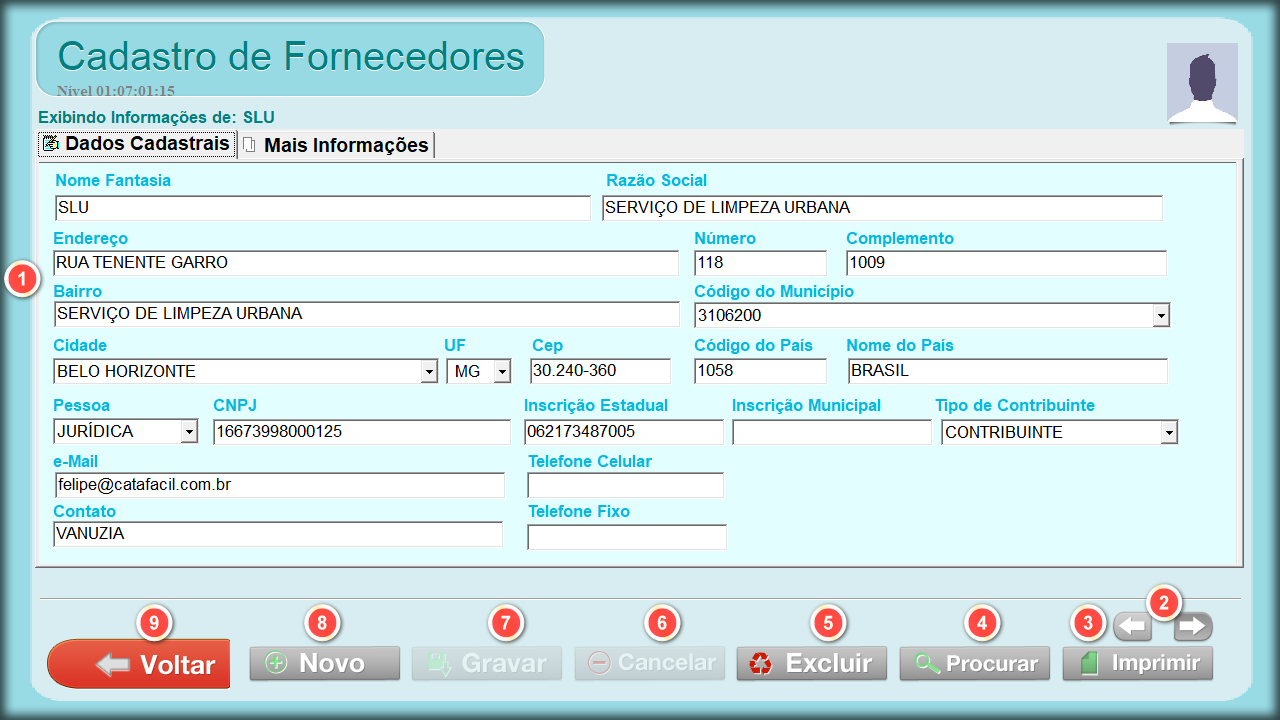 Cadastro de Fornecedores
Nível 01:07:01:15
Exibindo Informações de: SLU
Dados Cadastrais Mais Informações
Nome Fantasia Razão Social
SLU SERVIÇO DE LIMPEZA URBANA
Endereço Número Complemento
RUA TENENTE GARRO 118 1009
1
Bairro Código do Município
SERVIÇO DE LIMPEZA URBANA 3106200
Cidade UF Cep Código do País Nome do País
BELO HORIZONTE MG 30.240-360 1058 BRASIL
Pessoa CNPJ Inscrição Estadual Inscrição Municipal Tipo de Contribuinte
JURÍDICA 16673998000125 062173487005 CONTRIBUINTE
e-Mail Telefone Celular
felipe@catafacil.com.br
Contato Telefone Fixo
VANUZIA
9 8 7 6 5 4 3 2
Voltar Novo Gravar Cancelar Excluir Procurar Imprimir